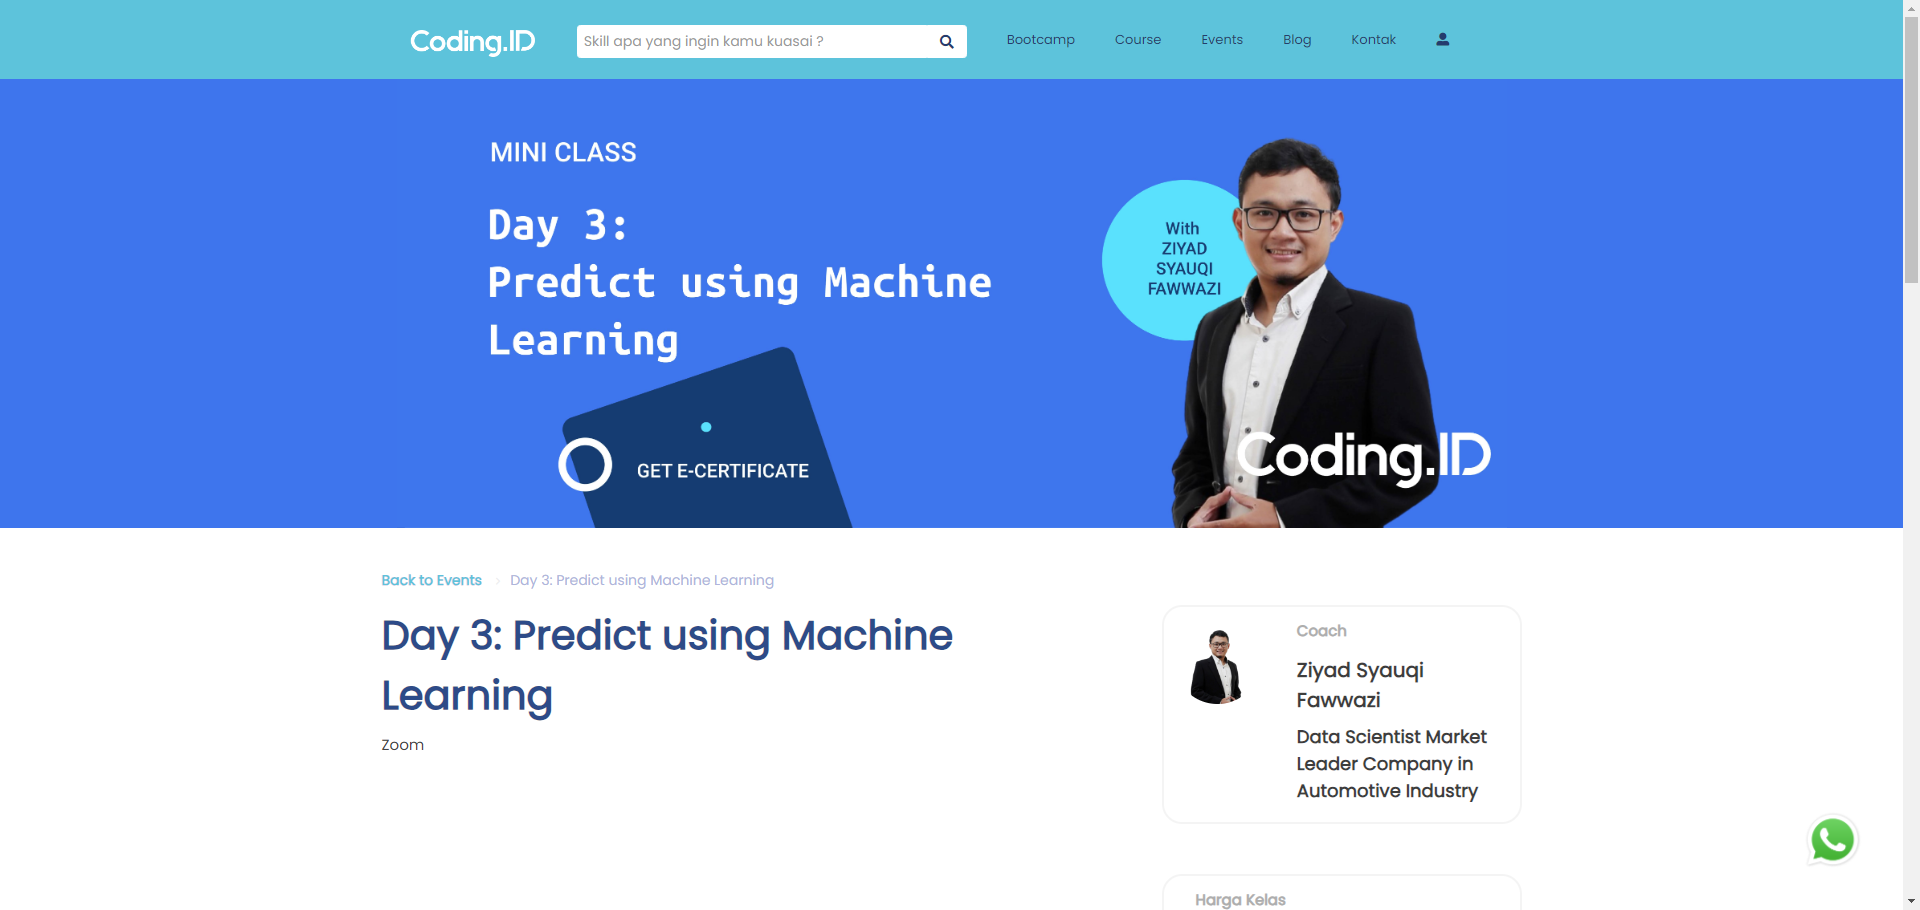 Coding.ID
Skill apa yang ingin kamu kuasai ?
Bootcamp
Course
Events
Blog
Kontak
MINI CLASS
Day 3:
Predict using Machine
Learning
GET E-CERTIFICATE
With
ZIYAD
SYAUQI
FAWWAZI
Coding.ID
Back to Events
Day 3: Predict using Machine Learning
Day 3: Predict using Machine
Learning
Zoom
Coach
Ziyad Syauqi
Fawwazi
Data Scientist Market
Leader Company in
Automotive Industry
Harga Kelas